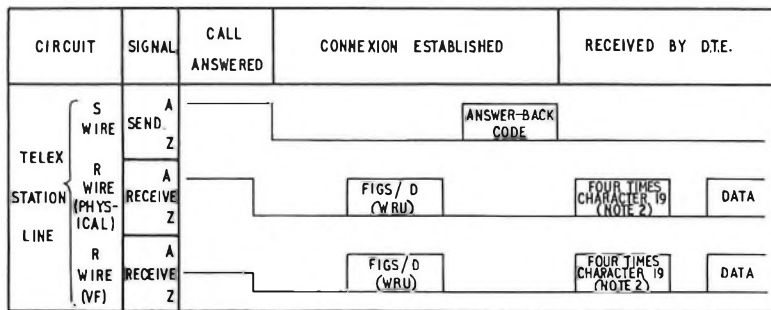 CIRCUIT
SIGNAL
CALL
ANSWERED
CONNEXION ESTABLISHED
RECEIVED BY D.T.E.
TELEX
STATION
LINE
S
WIRE
A
SEND.
Z
ANSWER-BACK
CODE
R
WIRE
(PHYS-
ICAL)
A
RECEIVE
Z
FIGS/D
(WRU)
FOUR TIMES
CHARACTER 19
(NOTE 2)
DATA
R
WIRE
(VF)
A
RECEIVE
Z
FIGS/D
(WRU)
FOUR TIMES
CHARACTER 19
(NOTE 2)
DATA